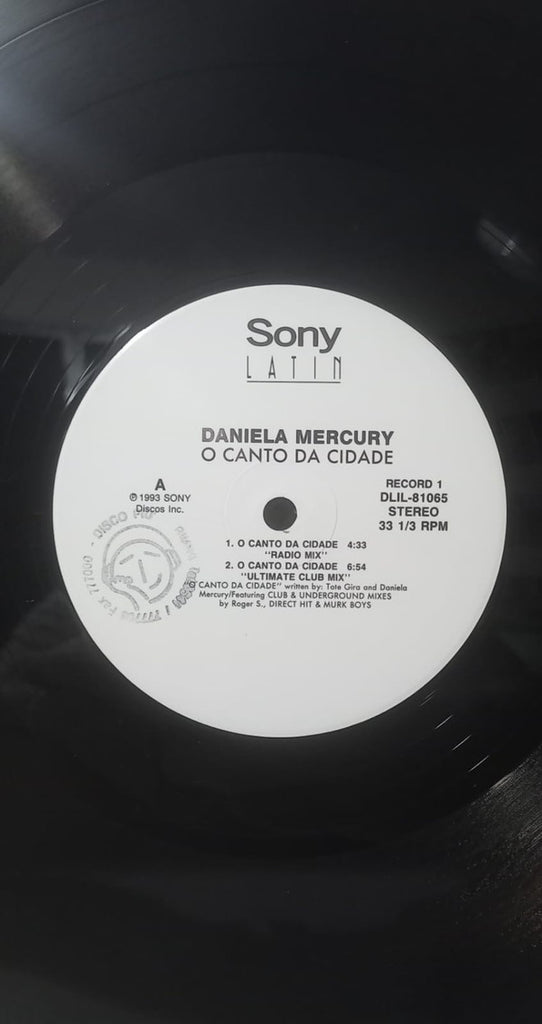 Sony
LATIN
DANIELA MERCURY
O CANTO DA CIDADE
A
℗ 1993 SONY
Discos Inc.
RECORD 1
DLIL-81065
STEREO
33 1/3 RPM
1. O CANTO DA CIDADE 4:33
"RADIO MIX"
2. O CANTO DA CIDADE 6:54
"ULTIMATE CLUB MIX"
"O CANTO DA CIDADE" written by: Tote Gira and Daniela
Mercury/Featuring CLUB & UNDERGROUND MIXES
by Roger S., DIRECT HIT & MURK BOYS
DISCO
Fax 777000